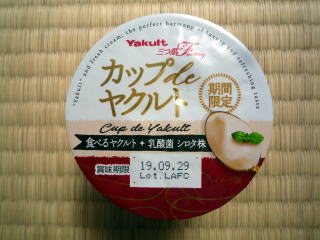 "Yakult" and fresh cream, the perfect harmony of luxury and refreshing sauce
Yakult
カップde
ヤクルト
期間
限定
Cup de Yakult
食べるヤクルト + 乳酸菌 シロタ株
賞味期限
19.09.29
Lot.LAFC